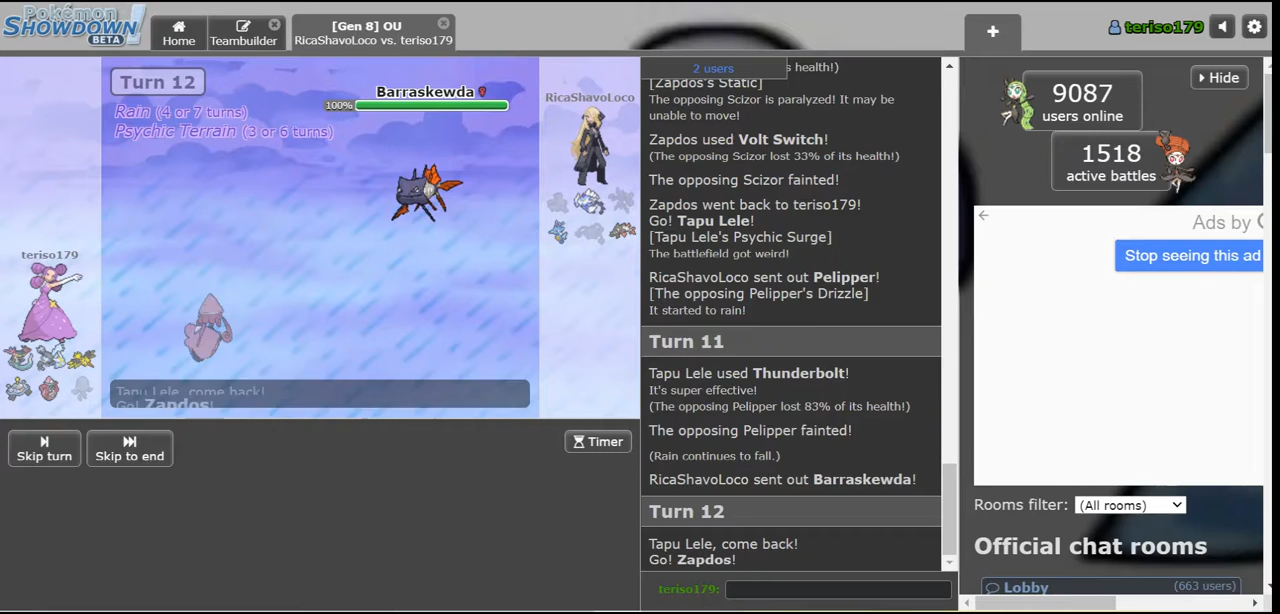 Pokémon
SHOWDOWN!
BETA
Home
Teambuilder
[Gen 8] OU
RicaShavoLoco vs. teriso179
+
teriso179
Turn 12
Rain (4 or 7 turns)
Psychic Terrain (3 or 6 turns)
Barraskewda
100%
RicaShavoLoco
teriso179
Tapu Lele, come back!
Go! Zapdos!
Skip turn
Skip to end
Timer
2 users
s health!)
[Zapdos's Static]
The opposing Scizor is paralyzed! It may be
unable to move!
Zapdos used Volt Switch!
(The opposing Scizor lost 33% of its health!)
The opposing Scizor fainted!
Zapdos went back to teriso179!
Go! Tapu Lele!
[Tapu Lele's Psychic Surge]
The battlefield got weird!
RicaShavoLoco sent out Pelipper!
[The opposing Pelipper's Drizzle]
It started to rain!
Turn 11
Tapu Lele used Thunderbolt!
It's super effective!
(The opposing Pelipper lost 83% of its health!)
The opposing Pelipper fainted!
(Rain continues to fall.)
RicaShavoLoco sent out Barraskewda!
Turn 12
Tapu Lele, come back!
Go! Zapdos!
teriso179:
9087
users online
Hide
1518
active battles
Ads by
Stop seeing this ad
Rooms filter: (All rooms)
Official chat rooms
Lobby (663 users)